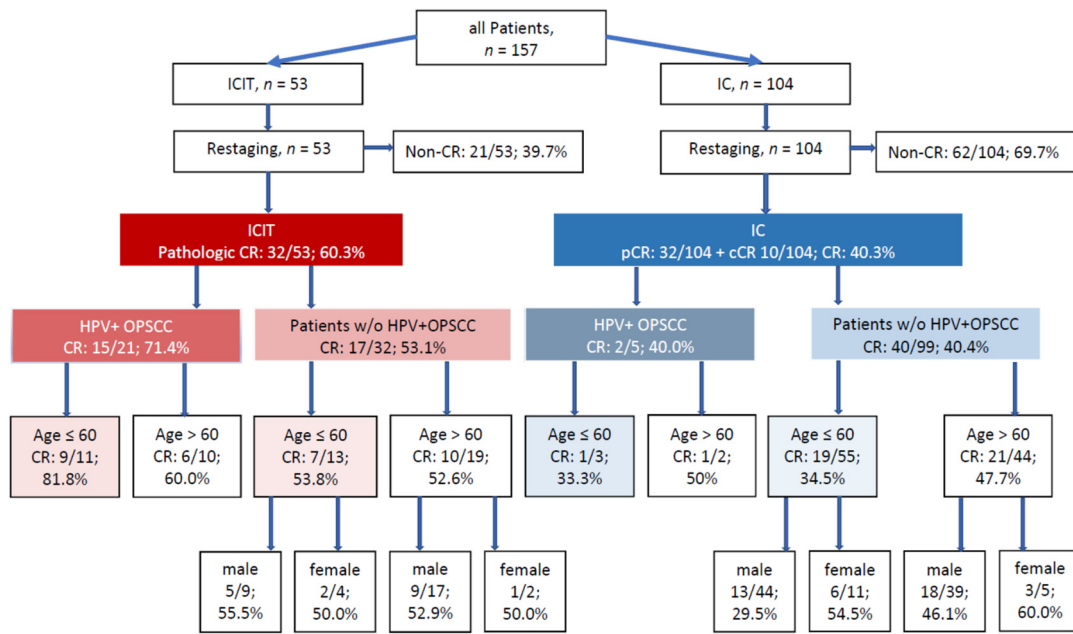 all Patients,
n = 157
ICIT, n = 53
IC, n = 104
Restaging, n = 53
Non-CR: 21/53; 39.7%
Restaging, n = 104
Non-CR: 62/104; 69.7%
ICIT
Pathologic CR: 32/53; 60.3%
IC
pCR: 32/104 + cCR 10/104; CR: 40.3%
HPV+ OPSCC
CR: 15/21; 71.4%
Patients w/o HPV+OPSCC
CR: 17/32; 53.1%
HPV+ OPSCC
CR: 2/5; 40.0%
Patients w/o HPV+OPSCC
CR: 40/99; 40.4%
Age ≤ 60
CR: 9/11;
81.8%
Age > 60
CR: 6/10;
60.0%
Age ≤ 60
CR: 7/13;
53.8%
Age > 60
CR: 10/19;
52.6%
Age ≤ 60
CR: 1/3;
33.3%
Age > 60
CR: 1/2;
50%
Age ≤ 60
CR: 19/55
34.5%
Age > 60
CR: 21/44
47.7%
male
5/9;
55.5%
female
2/4;
50.0%
male
9/17;
52.9%
female
1/2;
50.0%
male
13/44;
29.5%
female
6/11;
54.5%
male
18/39;
46.1%
female
3/5;
60.0%